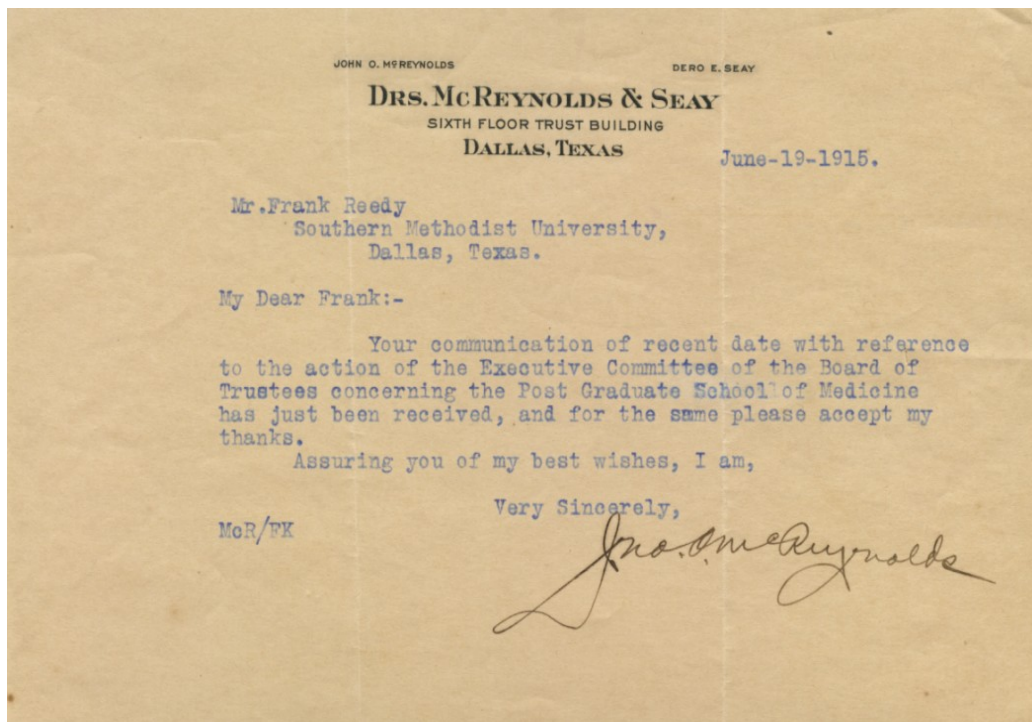 JOHN O. McREYNOLDS DERO E. SEAY
DRS. MCREYNOLDS & SEAY
SIXTH FLOOR TRUST BUILDING
DALLAS, TEXAS
June-19-1915.
Mr.Frank Reedy
Southern Methodist University,
Dallas, Texas.
My Dear Frank:-
Your communication of recent date with reference
to the action of the Executive Committee of the Board of
Trustees concerning the Post Graduate School of Medicine
has just been received, and for the same please accept my
thanks.
Assuring you of my best wishes, I am,
Very Sincerely,
McR/FK
Jno. O. McReynolds